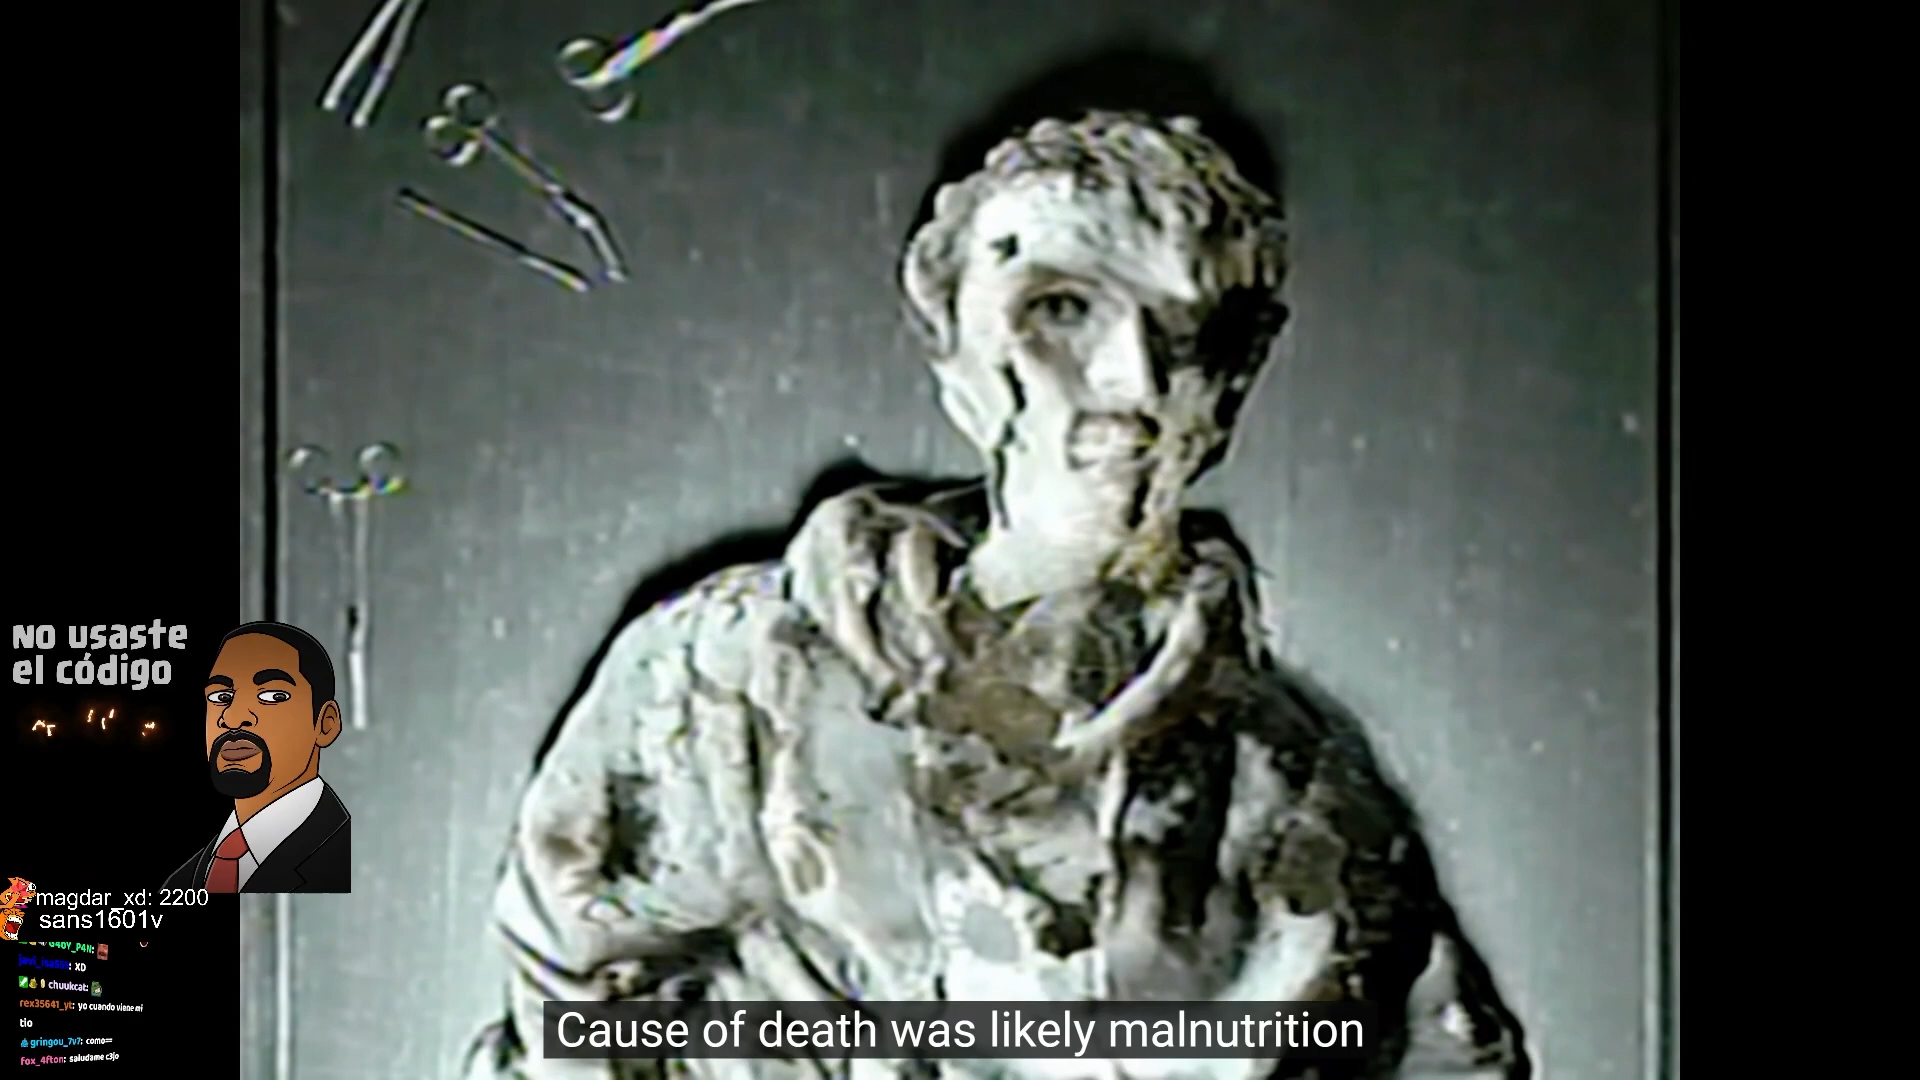 No usaste
el código
magdar_xd: 2200
sans1601v
XD
chuukcat:
rex35641_yt: yo cuando viene mi
tio
gringou_7v7: como==
fox_4fton: saludame c3jo
Cause of death was likely malnutrition